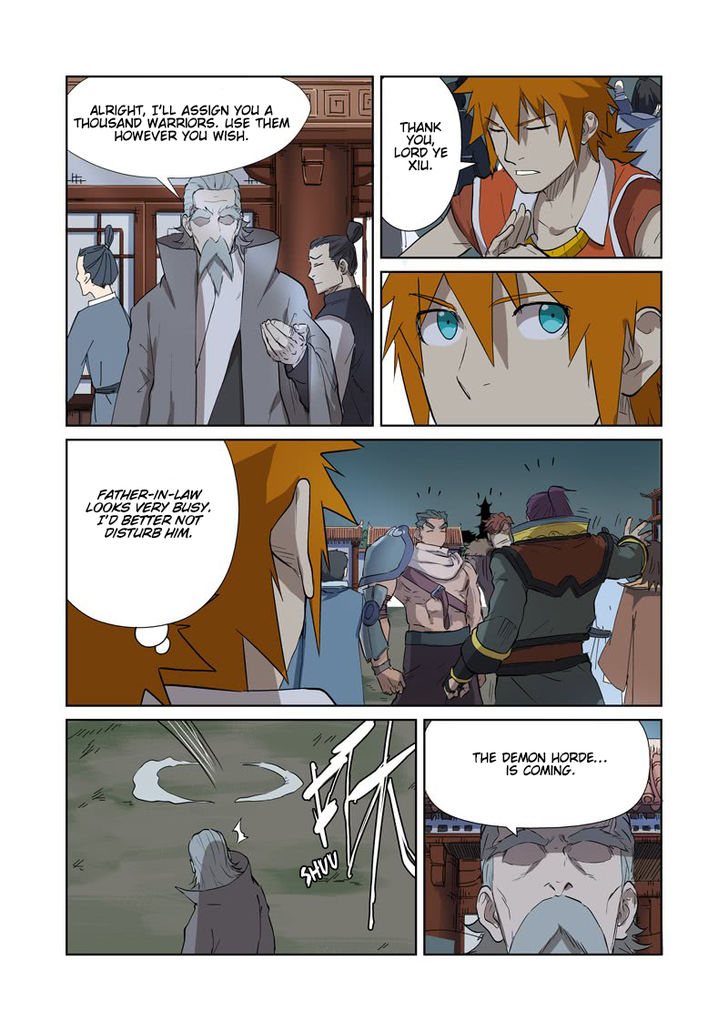 ALRIGHT, I'LL ASSIGN YOU A
THOUSAND WARRIORS. USE THEM
HOWEVER YOU WISH.
THANK
YOU,
LORD YE
XIU.
FATHER-IN-LAW
LOOKS VERY BUSY.
I'D BETTER NOT
DISTURB HIM.
SHUU
THE DEMON HORDE...
IS COMING.